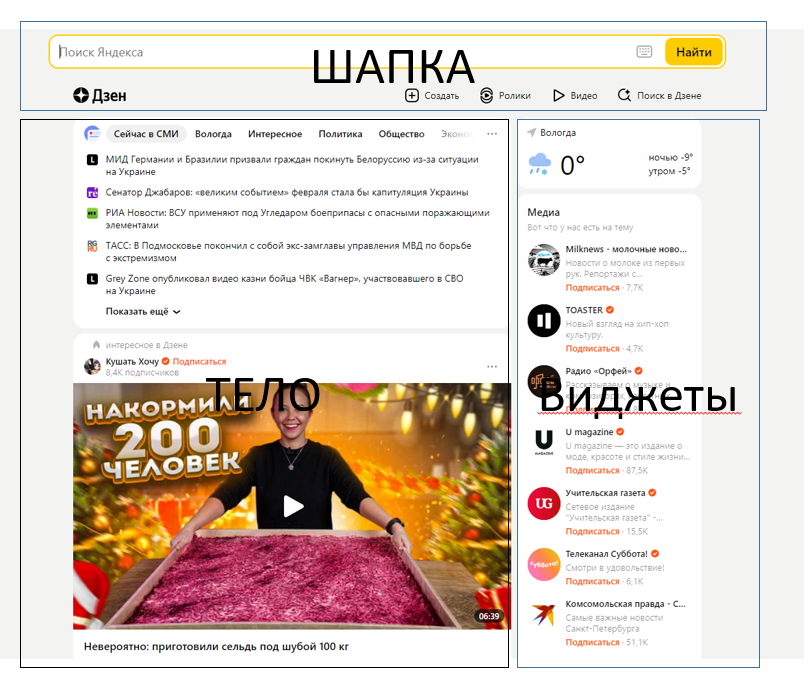 Поиск Яндекса
Найти
ШАПКА
Дзен
Создать
Ролики
Видео
Поиск в Дзене
Сейчас в СМИ
Вологда
Интересное
Политика
Общество
МИД Германии и Бразилии призвали граждан покинуть Белоруссию из-за ситуации
на Украине
Сенатор Джабаров: «великим событием» февраля стала бы капитуляция Украины
РИА Новости: ВСУ применяют под Угледаром боеприпасы с опасными поражающими
элементами
ТАСС: В Подмосковье покончил с собой экс-замглавы управления МВД по борьбе
с экстремизмом
Grey Zone опубликовал видео казни бойца ЧВК «Вагнер», участвовавшего в СВО
на Украине
Показать ещё
интересное в Дзене
Кушать Хочу Подписаться
8,4K подписчиков
ТЕЛО
НАКОРМИЛИ
200
ЧЕЛОВЕК
06:39
Невероятно: приготовили сельдь под шубой 100 кг
Вологда
0°
ночью -9°
утром -5°
Медиа
Вот что у нас есть на тему
Milknews - молочные ново...
Новости о молоке из первых
рук. Репортажи с...
Подписаться · 7,7K
TOASTER
Новый взгляд на хип-хоп
культуру.
Подписаться · 4,7K
Радио «Орфей»
Рассказываем о музыке и
Виджеты
U magazine
U magazine — это издание о
моде, красоте и стиле жизни...
Подписаться · 87,5K
Учительская газета
Сетевое издание
"Учительская газета" -...
Подписаться · 15,5K
Телеканал Суббота!
Смотри в удовольствие!
Подписаться · 6,1K
Комсомольская правда - С...
Самые важные новости
Санкт-Петербурга
Подписаться · 51,1K